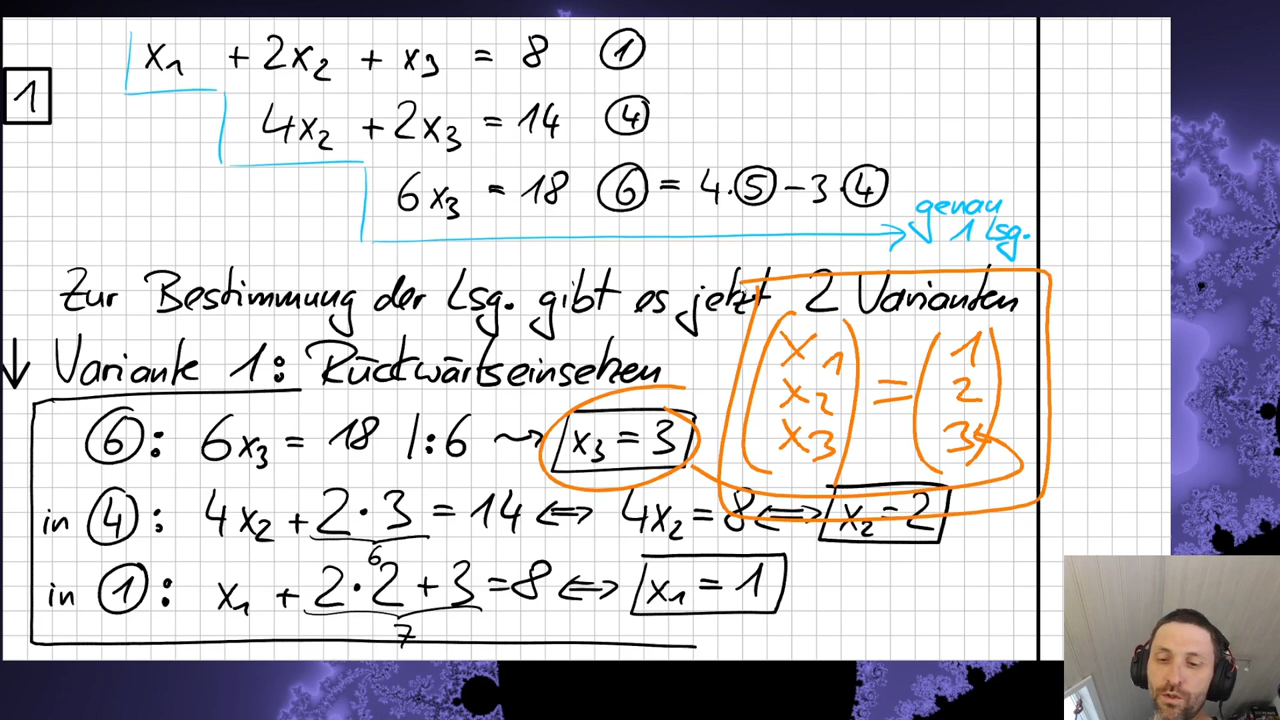 x₁ + 2x₂ + x₃ = 8 ①
1
4x₂ + 2x₃ = 14 ④
6x₃ = 18 ⑥ = 4·⑤ − 3·④
genau
1 Lsg.
Zur Bestimmung der Lsg. gibt es jetzt 2 Varianten
↓ Variante 1: Rückwärtseinsetzen
(x₁ x₂ x₃) = (1 2 3)
⑥: 6x₃ = 18 |:6 ⇝ x₃ = 3
in ④: 4x₂ + 2·3 = 14 ⟺ 4x₂ = 8 ⟺ x₂ = 2
6
in ①: x₁ + 2·2 + 3 = 8 ⟺ x₁ = 1
7